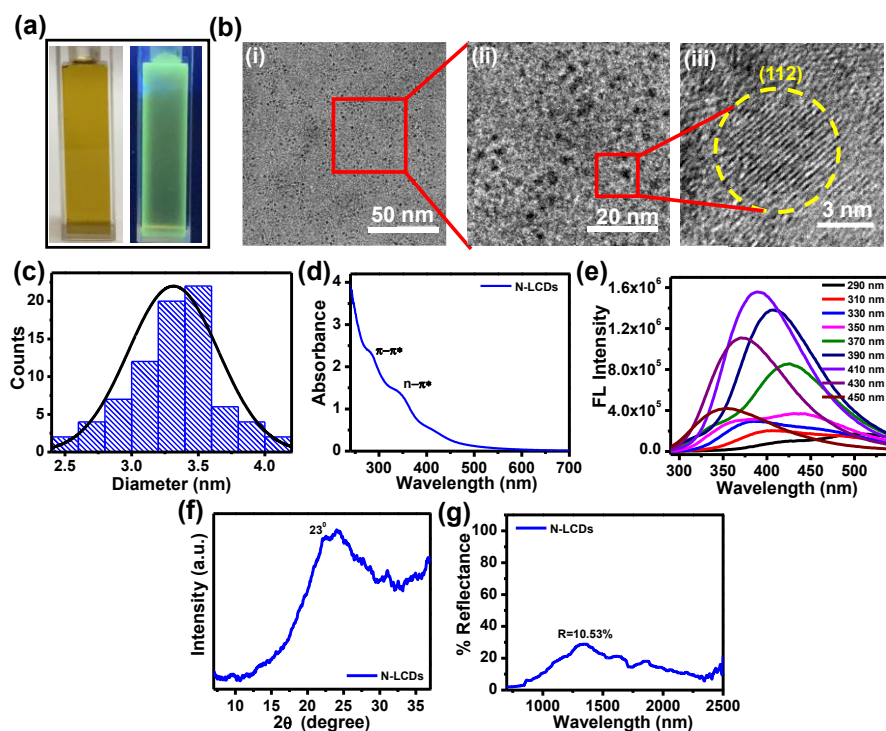 (a)
(b)
(i)
50 nm
(ii)
20 nm
(iii)
(112)
3 nm
(c)
20
15
10
5
0
Counts
2.5 3.0 3.5 4.0
Diameter (nm)
(d)
4
3
2
1
0
Absorbance
N-LCDs
π–π*
n–π*
300 400 500 600 700
Wavelength (nm)
(e)
1.6x10⁶
1.2x10⁶
8.0x10⁵
4.0x10⁵
0.0
FL Intensity
290 nm
310 nm
330 nm
350 nm
370 nm
390 nm
410 nm
430 nm
450 nm
300 350 400 450 500
Wavelength (nm)
(f)
Intensity (a.u.)
23⁰
N-LCDs
10 15 20 25 30 35
2θ (degree)
(g)
100
80
60
40
20
0
% Reflectance
N-LCDs
R=10.53%
1000 1500 2000 2500
Wavelength (nm)